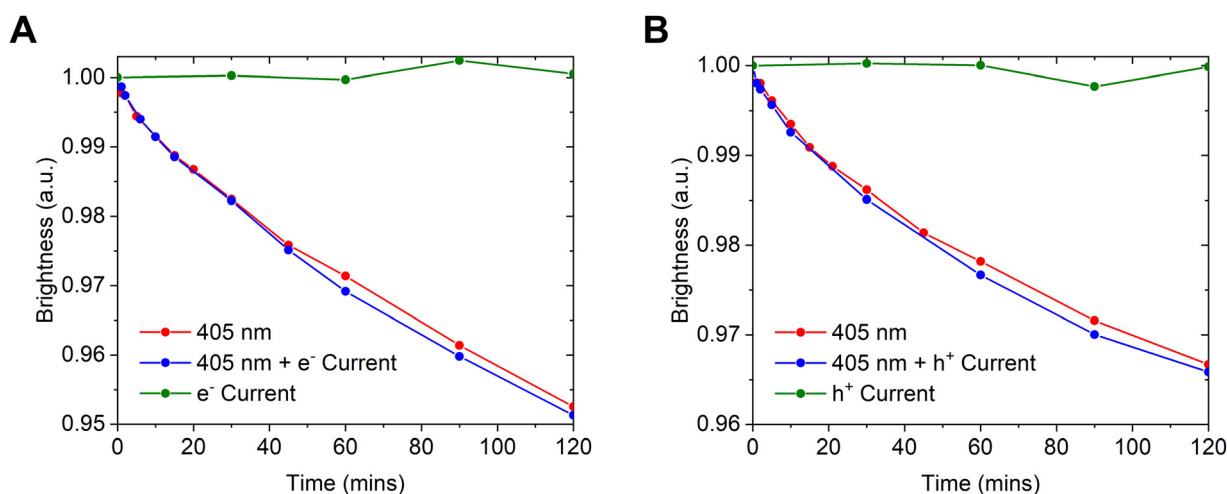 A
Brightness (a.u.)
1.00
0.99
0.98
0.97
0.96
0.95
405 nm
405 nm + e⁻ Current
e⁻ Current
0 20 40 60 80 100 120
Time (mins)
B
Brightness (a.u.)
1.00
0.99
0.98
0.97
0.96
405 nm
405 nm + h⁺ Current
h⁺ Current
0 20 40 60 80 100 120
Time (mins)